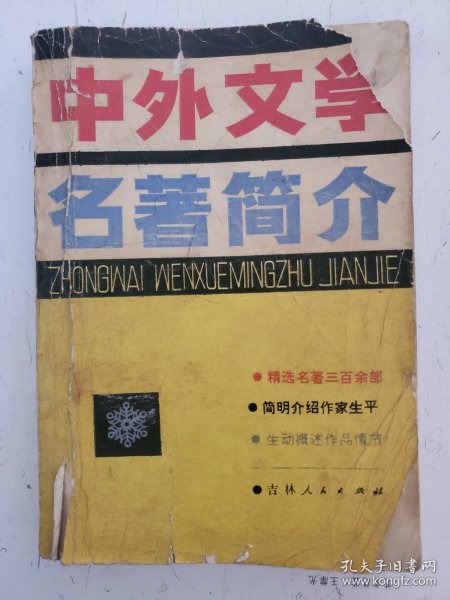 中外文学
名著简介
ZHONGWAI WENXUEMINGZHU JIANJIE
●精选名著三百余部
●简明介绍作家生平
●生动概述作品情节
●吉林人民出版社
孔夫子旧书网
kongfz.com